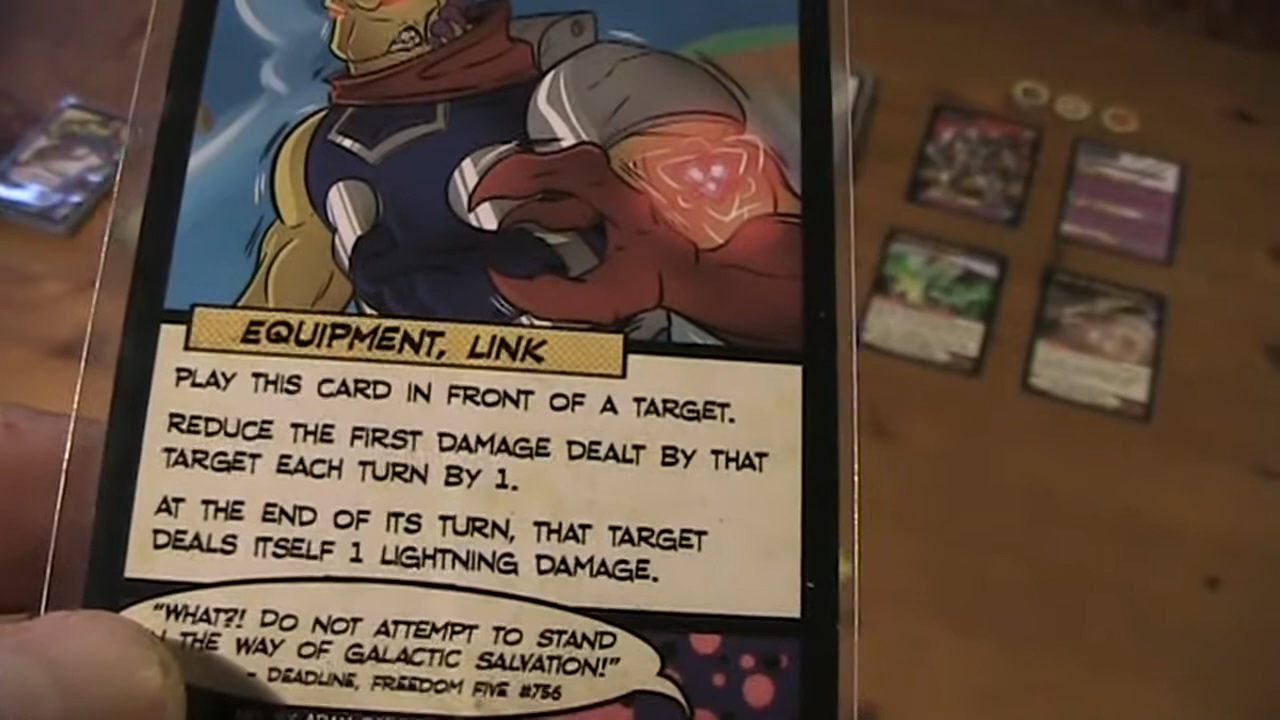 EQUIPMENT, LINK
PLAY THIS CARD IN FRONT OF A TARGET.
REDUCE THE FIRST DAMAGE DEALT BY THAT
TARGET EACH TURN BY 1.
AT THE END OF ITS TURN, THAT TARGET
DEALS ITSELF 1 LIGHTNING DAMAGE.
"WHAT?! DO NOT ATTEMPT TO STAND
THE WAY OF GALACTIC SALVATION!"
- DEADLINE, FREEDOM FIVE #756